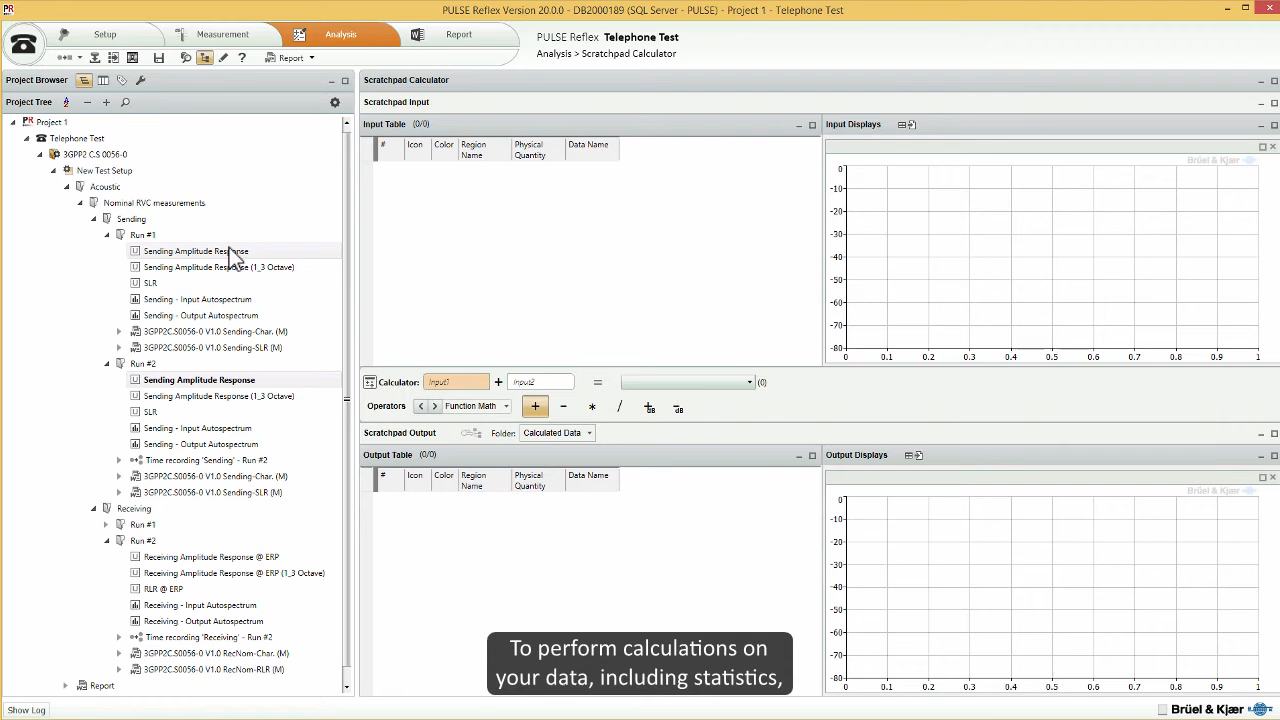 PR PULSE Reflex Version 20.0.0 - DB2000189 (SQL Server - PULSE) - Project 1 - Telephone Test
Setup
Measurement
Analysis
Report
PULSE Reflex Telephone Test
Analysis > Scratchpad Calculator
Report
Project Browser
Project Tree
PR Project 1
Telephone Test
3GPP2 C.S 0056-0
New Test Setup
Acoustic
Nominal RVC measurements
Sending
Run #1
Sending Amplitude Response
Sending Amplitude Response (1_3 Octave)
SLR
Sending - Input Autospectrum
Sending - Output Autospectrum
3GPP2C.S0056-0 V1.0 Sending-Char. (M)
3GPP2C.S0056-0 V1.0 Sending-SLR (M)
Run #2
Sending Amplitude Response
Sending Amplitude Response (1_3 Octave)
SLR
Sending - Input Autospectrum
Sending - Output Autospectrum
Time recording 'Sending' - Run #2
3GPP2C.S0056-0 V1.0 Sending-Char. (M)
3GPP2C.S0056-0 V1.0 Sending-SLR (M)
Receiving
Run #1
Run #2
Receiving Amplitude Response @ ERP
Receiving Amplitude Response @ ERP (1_3 Octave)
RLR @ ERP
Receiving - Input Autospectrum
Receiving - Output Autospectrum
Time recording 'Receiving' - Run #2
3GPP2C.S0056-0 V1.0 RecNom-Char. (M)
3GPP2C.S0056-0 V1.0 RecNom-RLR (M)
Report
Scratchpad Calculator
Scratchpad Input
Input Table (0/0)
# Icon Color Region Name Physical Quantity Data Name
Input Displays
Brüel & Kjær
0
-10
-20
-30
-40
-50
-60
-70
-80
0 0.1 0.2 0.3 0.4 0.5 0.6 0.7 0.8 0.9 1
Calculator: Input1 + Input2 = (0)
Operators < > Function Math + - * / +dB -dB
Scratchpad Output Folder: Calculated Data
Output Table (0/0)
# Icon Color Region Name Physical Quantity Data Name
Output Displays
Brüel & Kjær
0
-10
-20
-30
-40
-50
-60
-70
-80
0 0.1 0.2 0.3 0.4 0.5 0.6 0.7 0.8 0.9 1
To perform calculations on
your data, including statistics,
Show Log
Brüel & Kjær